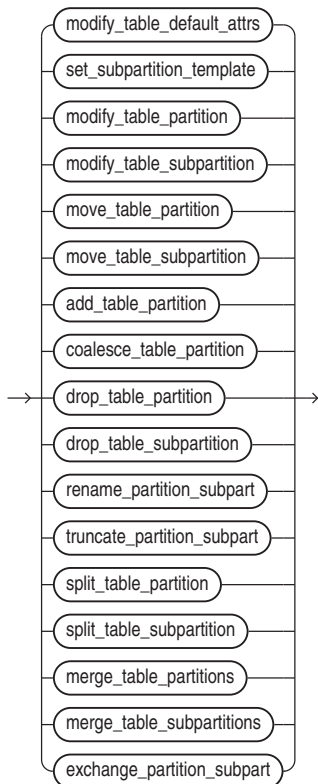 modify_table_default_attrs
set_subpartition_template
modify_table_partition
modify_table_subpartition
move_table_partition
move_table_subpartition
add_table_partition
coalesce_table_partition
drop_table_partition
drop_table_subpartition
rename_partition_subpart
truncate_partition_subpart
split_table_partition
split_table_subpartition
merge_table_partitions
merge_table_subpartitions
exchange_partition_subpart